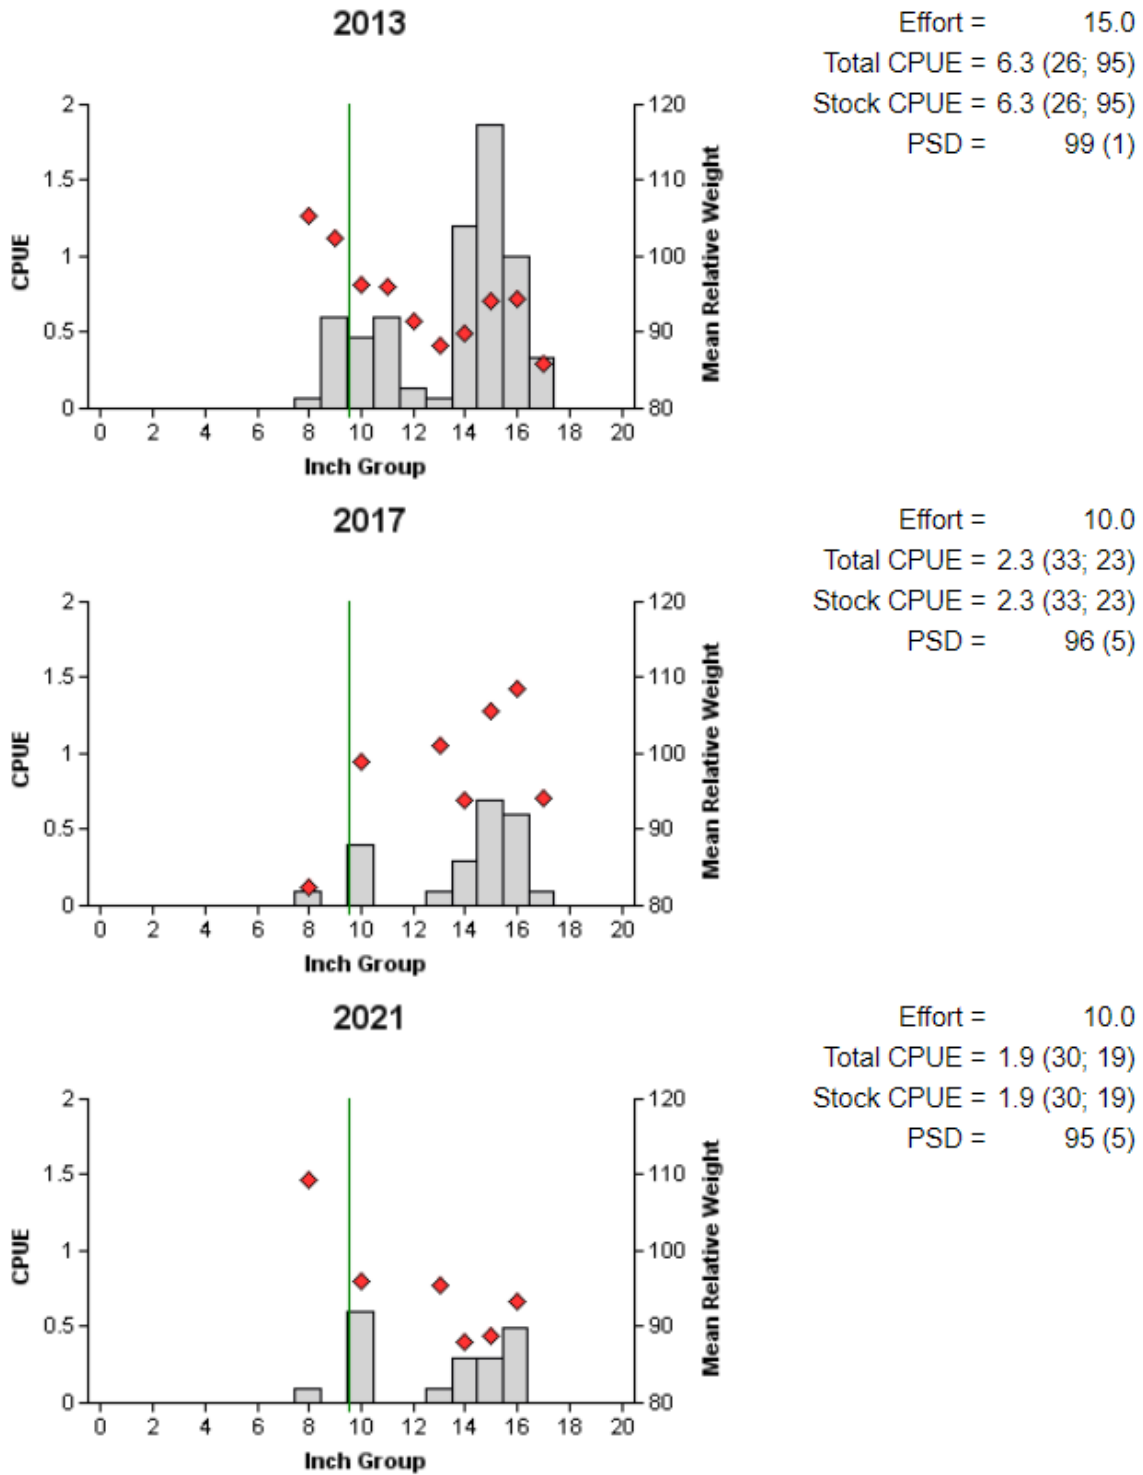 2013
Effort = 15.0
Total CPUE = 6.3 (26; 95)
Stock CPUE = 6.3 (26; 95)
PSD = 99 (1)
2 120
1.5 110
1 100
0.5 90
0 80
CPUE
Mean Relative Weight
0 2 4 6 8 10 12 14 16 18 20
Inch Group
2017
Effort = 10.0
Total CPUE = 2.3 (33; 23)
Stock CPUE = 2.3 (33; 23)
PSD = 96 (5)
2 120
1.5 110
1 100
0.5 90
0 80
CPUE
Mean Relative Weight
0 2 4 6 8 10 12 14 16 18 20
Inch Group
2021
Effort = 10.0
Total CPUE = 1.9 (30; 19)
Stock CPUE = 1.9 (30; 19)
PSD = 95 (5)
2 120
1.5 110
1 100
0.5 90
0 80
CPUE
Mean Relative Weight
0 2 4 6 8 10 12 14 16 18 20
Inch Group